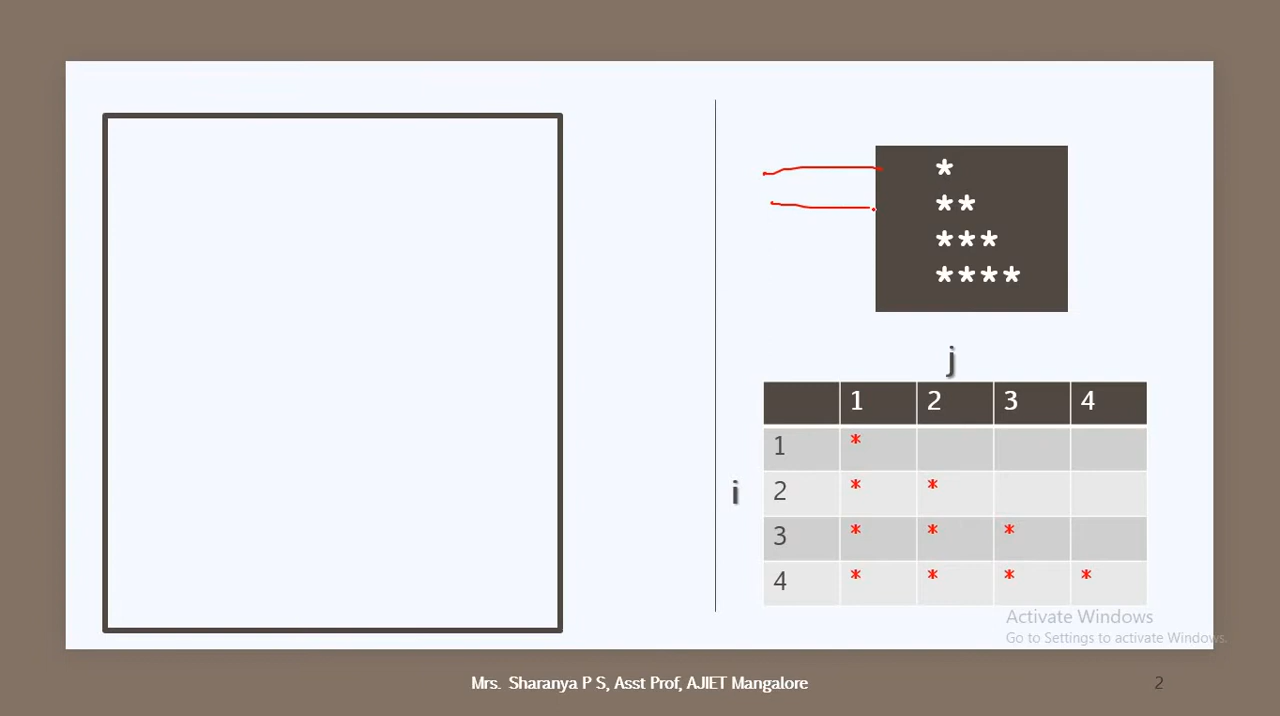 *
**
***
****
j
1 2 3 4
1 *
i
2 * *
3 * * *
4 * * * *
Activate Windows
Go to Settings to activate Windows.
Mrs. Sharanya P S, Asst Prof, AJIET Mangalore
2